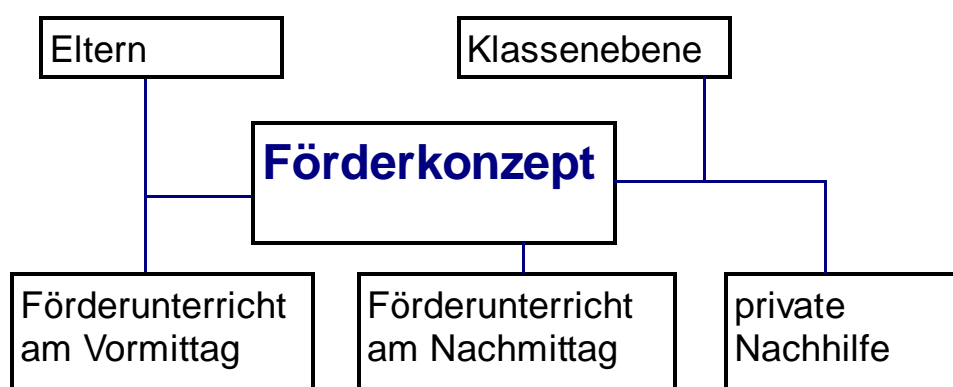 Eltern
Klassenebene
Förderkonzept
Förderunterricht
am Vormittag
Förderunterricht
am Nachmittag
private
Nachhilfe